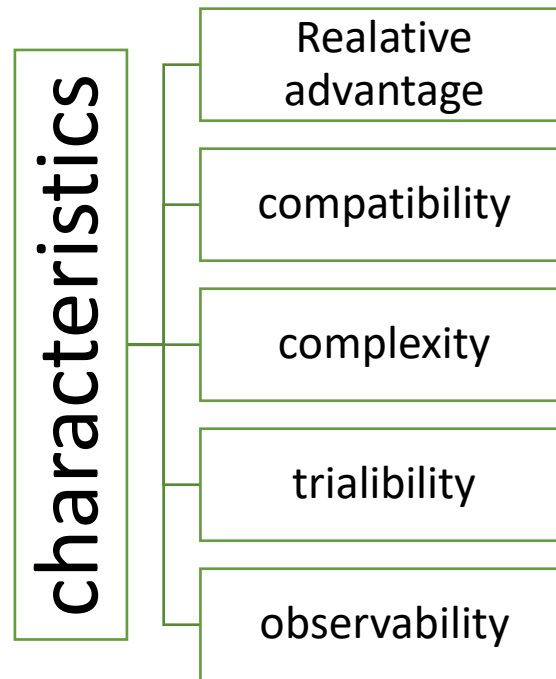 characteristics
Realative
advantage
compatibility
complexity
trialibility
observability